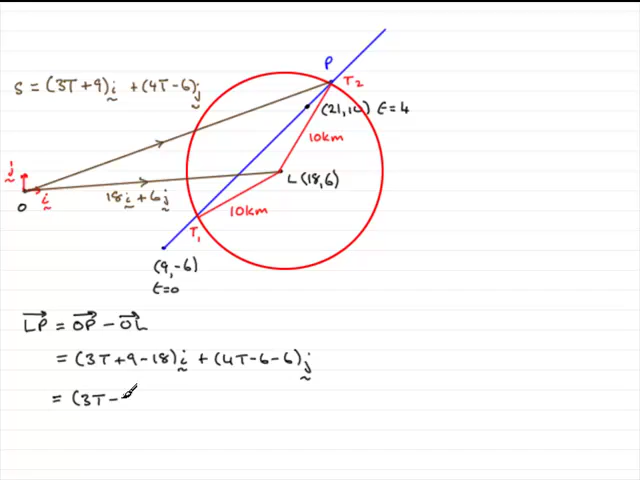 P
S = (3T+9)i + (4T-6)j
T₂
(21,10) t=4
10km
j
L (18,6)
i
18i + 6j
O
10km
T₁
(9,-6)
t=0
LP = OP - OL
= (3T+9-18)i + (4T-6-6)j
= (3T-